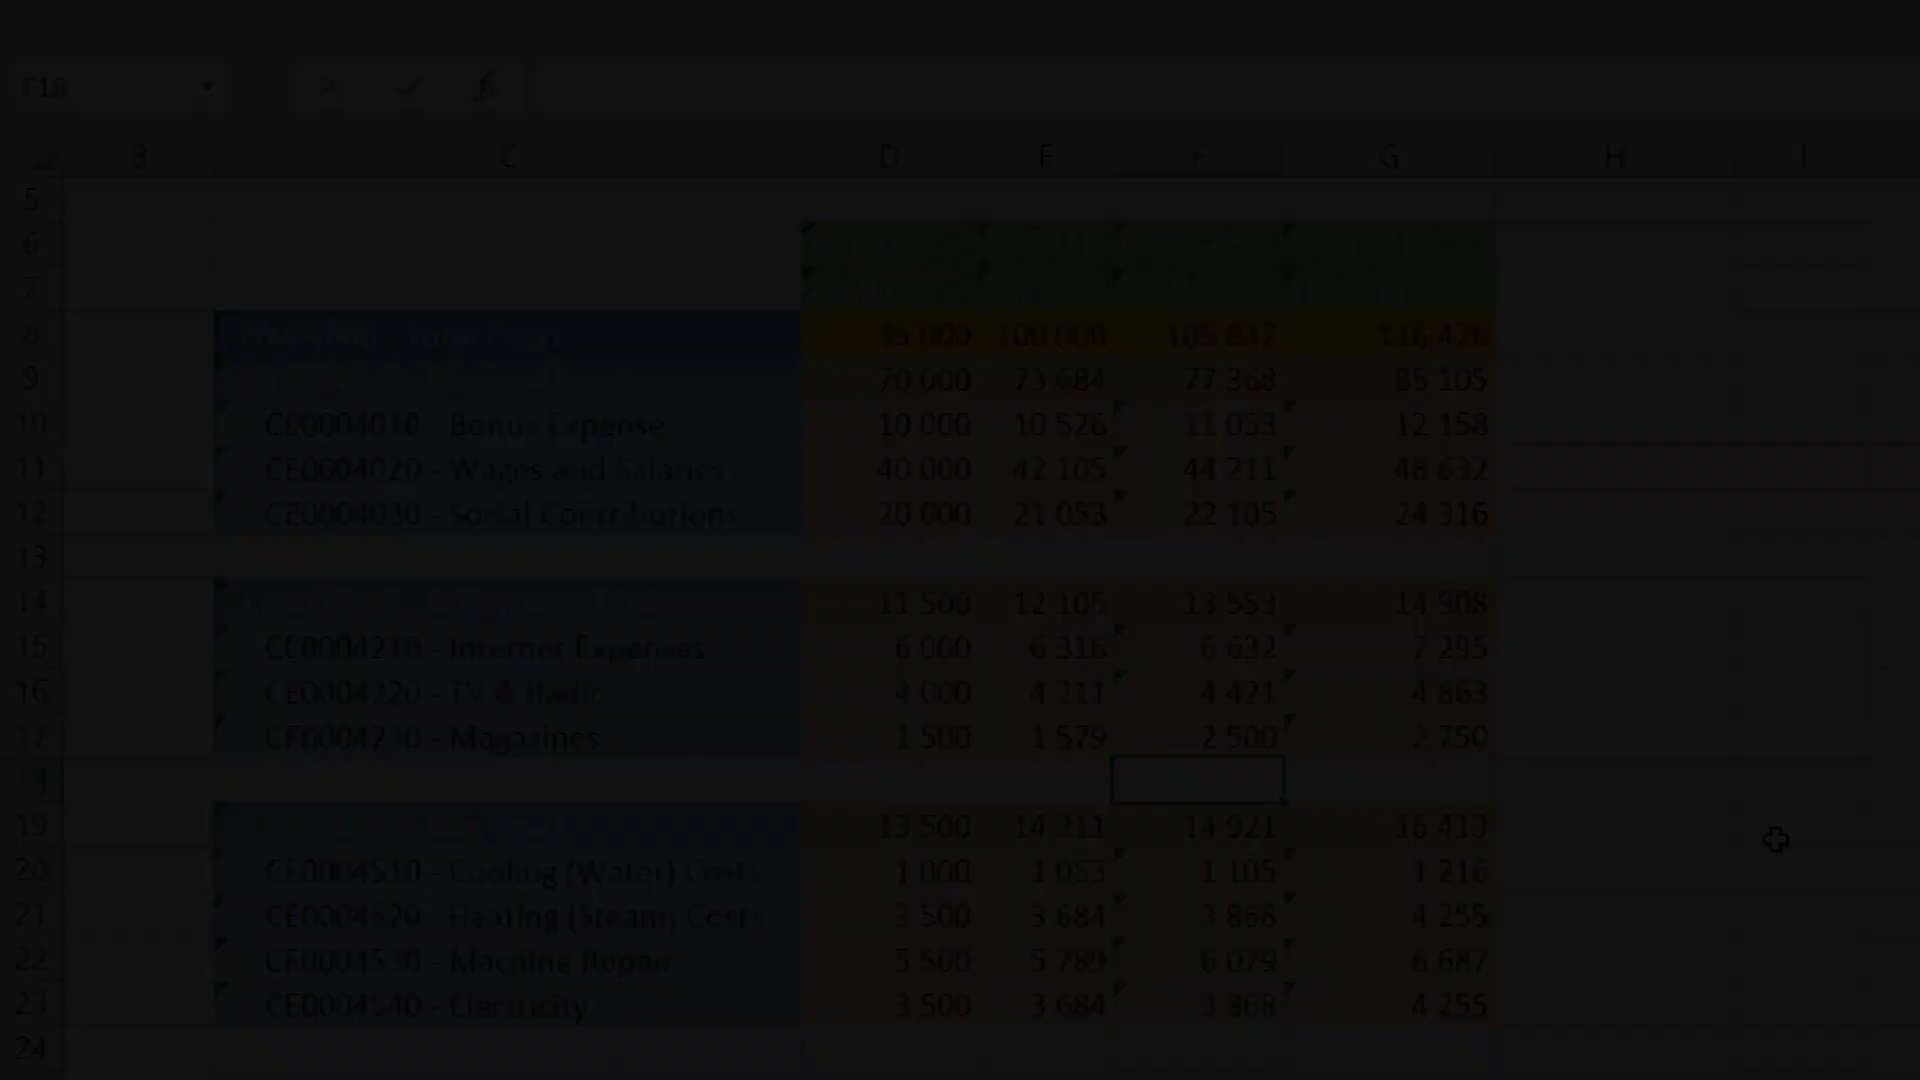 F18 fx
B C D E F G H I
5
6
7
8 95 000 100 000 105 842 116 426
9 70 000 73 684 77 368 85 105
10 CE0004010 - Bonus Expense 10 000 10 526 11 053 12 158
11 CE0004020 - Wages and Salaries 40 000 42 105 44 211 48 632
12 CE0004030 - Social Contributions 20 000 21 053 22 105 24 316
13
14 11 500 12 105 13 553 14 908
15 CE0004210 - Internet Expenses 6 000 6 316 6 632 7 295
16 CE0004220 - TV & Radio 4 000 4 211 4 421 4 863
17 CE0004230 - Magazines 1 500 1 579 2 500 2 750
18
19 13 500 14 211 14 921 16 413
20 CE0004510 - Cooling (Water) Costs 1 000 1 053 1 105 1 216
21 CE0004520 - Heating (Steam) Costs 3 500 3 684 3 868 4 255
22 CE0004530 - Machine Repair 5 500 5 789 6 079 6 687
23 CE0004540 - Electricity 3 500 3 684 3 868 4 255
24